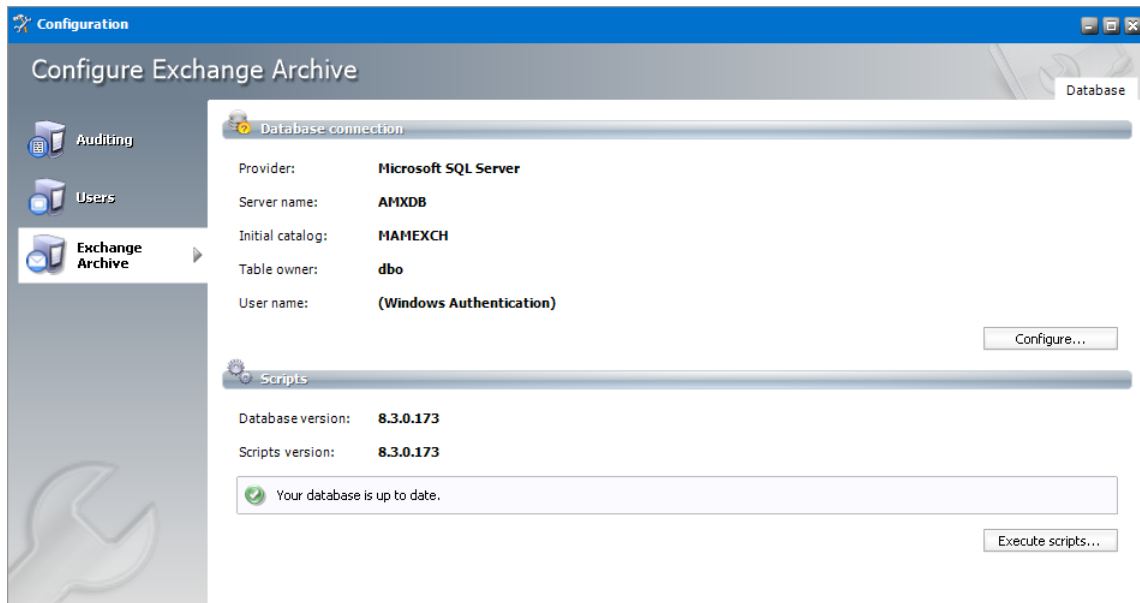 Configuration
Configure Exchange Archive
Database
Auditing
Users
Exchange
Archive
Database connection
Provider: Microsoft SQL Server
Server name: AMXDB
Initial catalog: MAMEXCH
Table owner: dbo
User name: (Windows Authentication)
Configure...
Scripts
Database version: 8.3.0.173
Scripts version: 8.3.0.173
Your database is up to date.
Execute scripts...